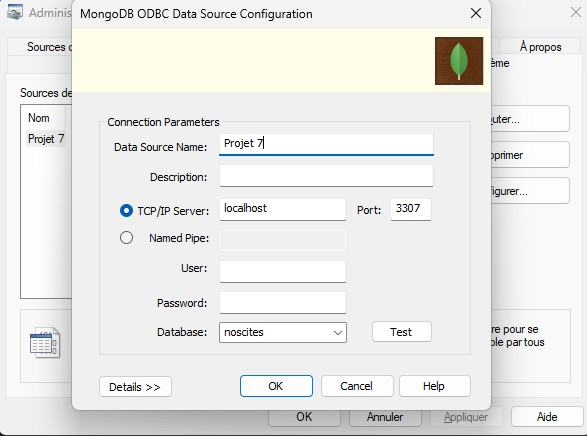 Adminis
MongoDB ODBC Data Source Configuration
Sources d
À propos
ème
Sources de
Nom
Projet 7
outer...
pprimer
figurer...
Connection Parameters
Data Source Name: Projet 7
Description:
TCP/IP Server: localhost Port: 3307
Named Pipe:
User:
Password:
Database: noscites Test
re pour se
ble par tous
Details >> OK Cancel Help
OK Annuler Appliquer Aide